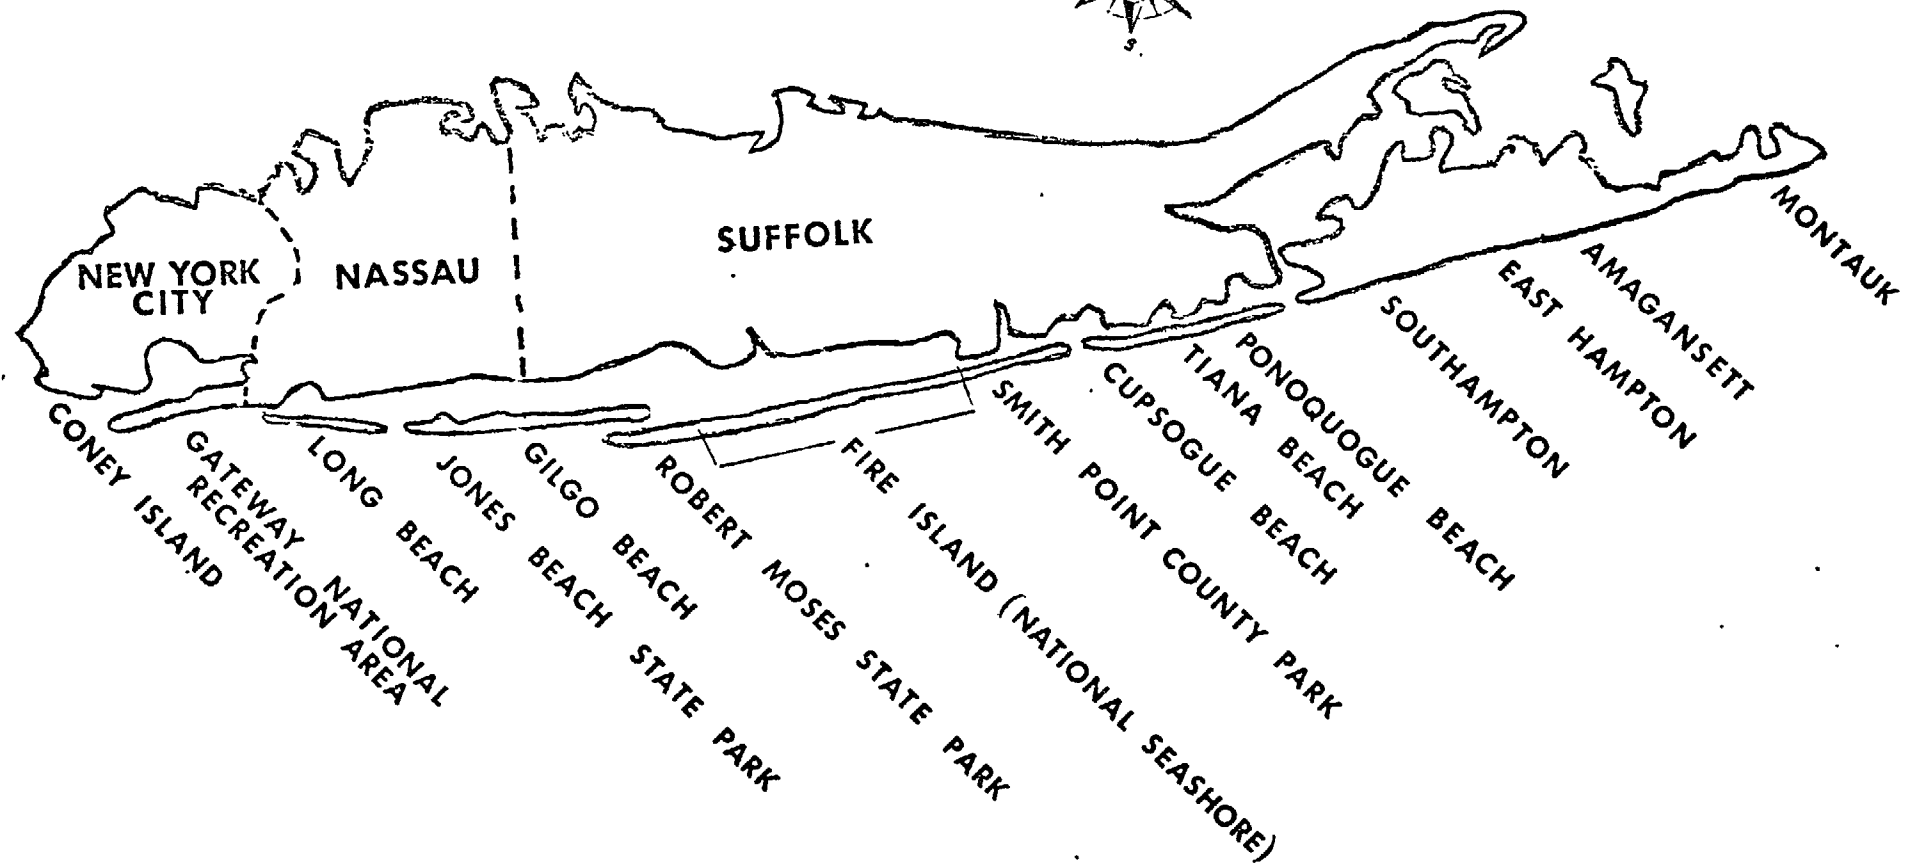 S.
NEW YORK
CITY
NASSAU
SUFFOLK
CONEY ISLAND
GATEWAY NATIONAL
RECREATION AREA
LONG BEACH
JONES BEACH STATE PARK
GILGO BEACH
ROBERT MOSES STATE PARK
FIRE ISLAND (NATIONAL SEASHORE)
SMITH POINT COUNTY PARK
CUPSOGUE BEACH
TIANA BEACH
PONOQUOGUE BEACH
SOUTHAMPTON
EAST HAMPTON
AMAGANSETT
MONTAUK